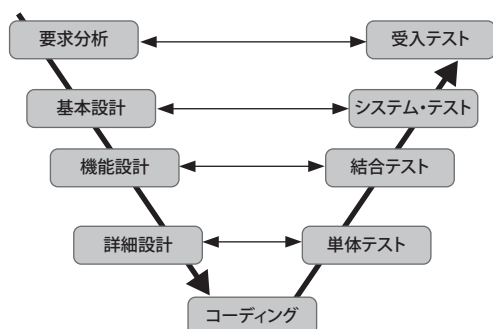 要求分析
受入テスト
基本設計
システム・テスト
機能設計
結合テスト
詳細設計
単体テスト
コーディング